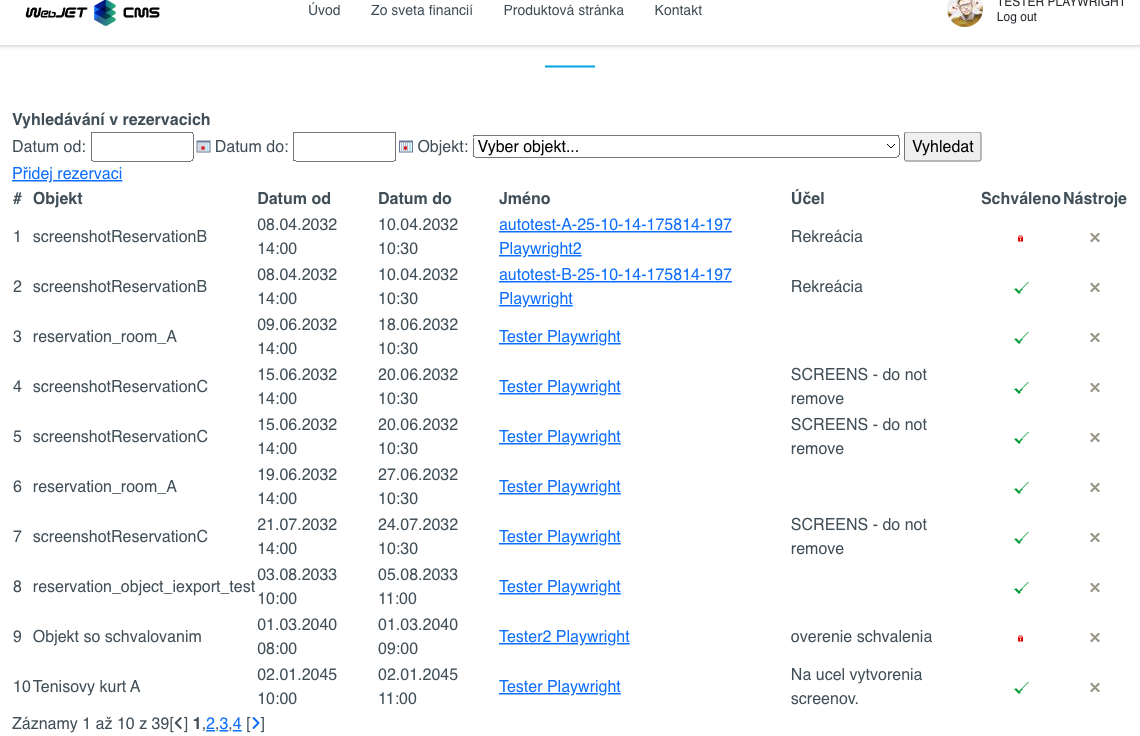 WebJET CMS Úvod Zo sveta financií Produktová stránka Kontakt TESTER PLAYWRIGHT
Log out
Vyhledávání v rezervacich
Datum od: Datum do: Objekt: Vyber objekt... Vyhledat
Přidej rezervaci
# Objekt Datum od Datum do Jméno Účel Schváleno Nástroje
1 screenshotReservationB 08.04.2032 14:00 10.04.2032 10:30 autotest-A-25-10-14-175814-197 Playwright2 Rekreácia
2 screenshotReservationB 08.04.2032 14:00 10.04.2032 10:30 autotest-B-25-10-14-175814-197 Playwright Rekreácia
3 reservation_room_A 09.06.2032 14:00 18.06.2032 10:30 Tester Playwright
4 screenshotReservationC 15.06.2032 14:00 20.06.2032 10:30 Tester Playwright SCREENS - do not remove
5 screenshotReservationC 15.06.2032 14:00 20.06.2032 10:30 Tester Playwright SCREENS - do not remove
6 reservation_room_A 19.06.2032 14:00 27.06.2032 10:30 Tester Playwright
7 screenshotReservationC 21.07.2032 14:00 24.07.2032 10:30 Tester Playwright SCREENS - do not remove
8 reservation_object_iexport_test 03.08.2033 10:00 05.08.2033 11:00 Tester Playwright
9 Objekt so schvalovanim 01.03.2040 08:00 01.03.2040 09:00 Tester2 Playwright overenie schvalenia
10 Tenisovy kurt A 02.01.2045 10:00 02.01.2045 11:00 Tester Playwright Na ucel vytvorenia screenov.
Záznamy 1 až 10 z 39[<] 1,2,3,4 [>]